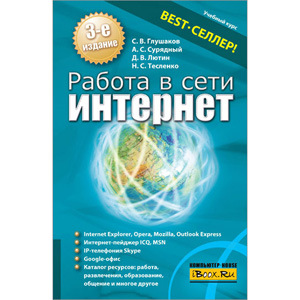 Учебный курс
BEST-СЕЛЛЕР!
3-е
издание
С. В. Глушаков
А. С. Сурядный
Д. В. Лютин
Н. С. Тесленко
Работа в сети
интернет
Internet Explorer, Opera, Mozilla, Outlook Express
Интернет-пейджер ICQ, MSN
IP-телефония Skype
Google-офис
Каталог ресурсов: работа,
развлечения, образование,
общение и многое другое
КОМПЬЮТЕР HOUSE
iBOOK.RU